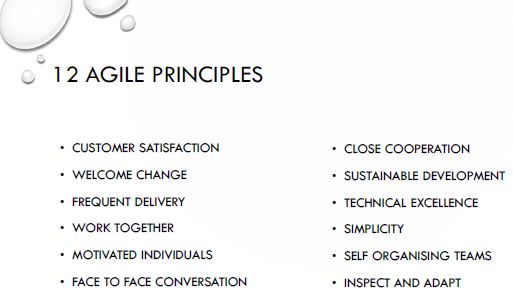 12 AGILE PRINCIPLES
• CUSTOMER SATISFACTION
• WELCOME CHANGE
• FREQUENT DELIVERY
• WORK TOGETHER
• MOTIVATED INDIVIDUALS
• FACE TO FACE CONVERSATION
• CLOSE COOPERATION
• SUSTAINABLE DEVELOPMENT
• TECHNICAL EXCELLENCE
• SIMPLICITY
• SELF ORGANISING TEAMS
• INSPECT AND ADAPT